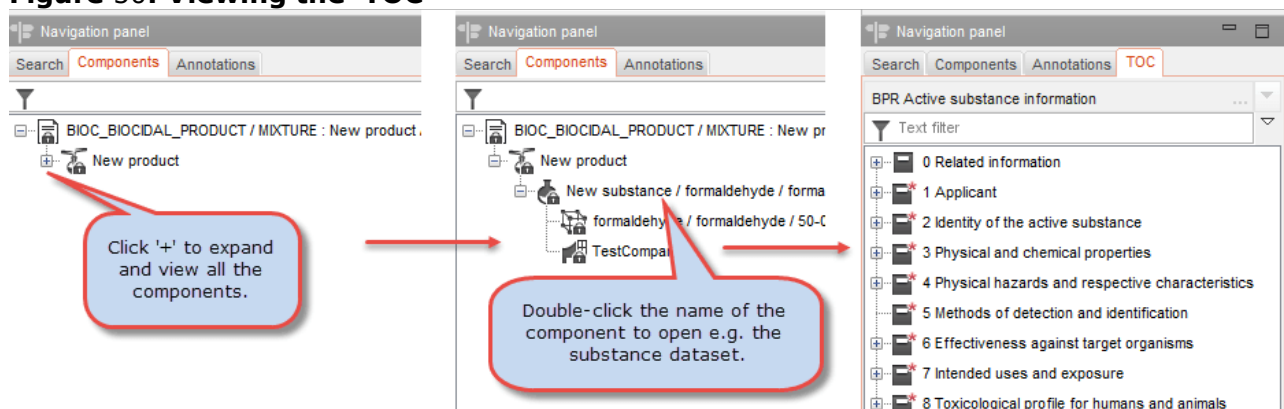 Figure 30. Viewing the TOC
Navigation panel
Search Components Annotations
BIOC_BIOCIDAL_PRODUCT / MIXTURE : New product
New product
Click '+' to expand
and view all the
components.
Navigation panel
Search Components Annotations
BIOC_BIOCIDAL_PRODUCT / MIXTURE : New pr
New product
New substance / formaldehyde / forma
formaldehyde / formaldehyde / 50-0
TestCompan
Double-click the name of the
component to open e.g. the
substance dataset.
Navigation panel
Search Components Annotations TOC
BPR Active substance information ...
Text filter
0 Related information
1 Applicant
2 Identity of the active substance
3 Physical and chemical properties
4 Physical hazards and respective characteristics
5 Methods of detection and identification
6 Effectiveness against target organisms
7 Intended uses and exposure
8 Toxicological profile for humans and animals